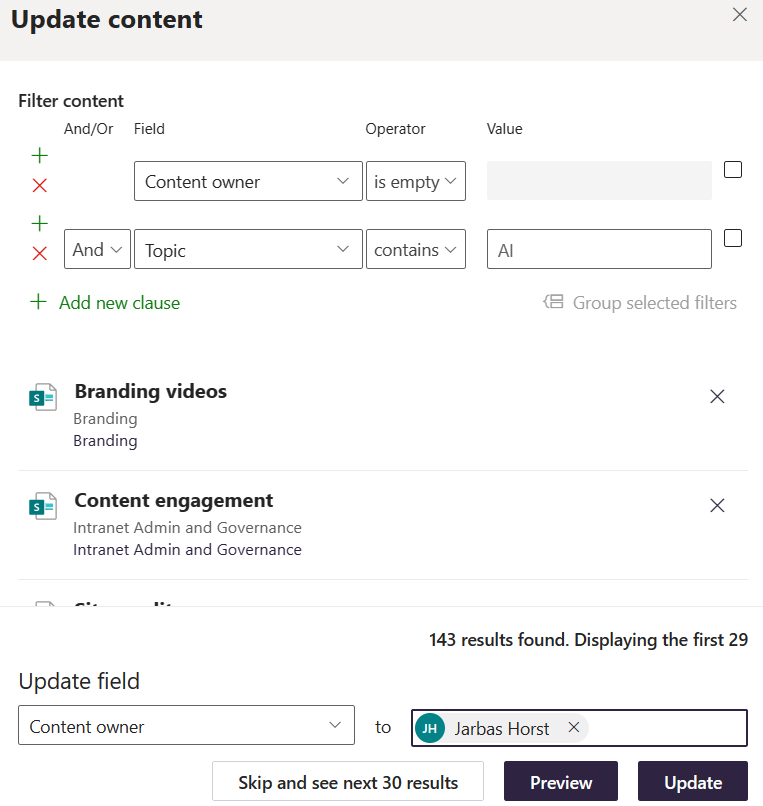 Update content
Filter content
And/Or Field Operator Value
Content owner is empty
And Topic contains AI
Add new clause Group selected filters
S
Branding videos
Branding
Branding
S
Content engagement
Intranet Admin and Governance
Intranet Admin and Governance
143 results found. Displaying the first 29
Update field
Content owner to JH Jarbas Horst
Skip and see next 30 results Preview Update